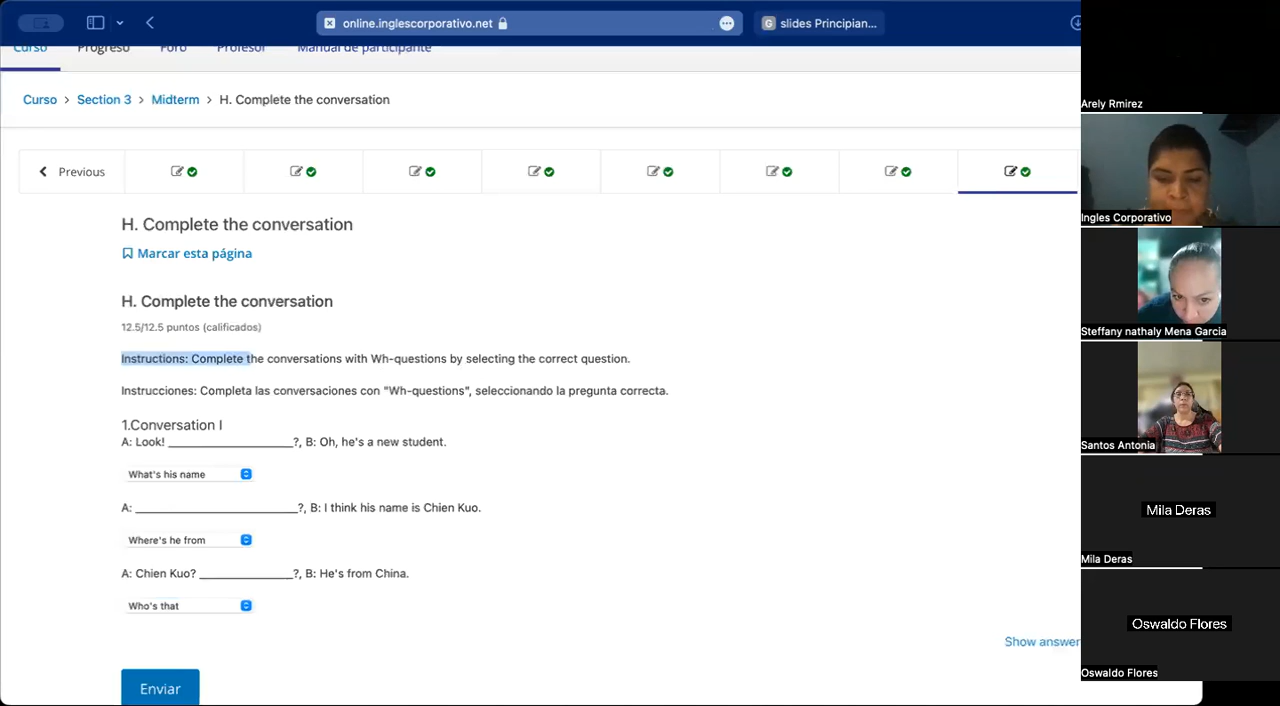 online.inglescorporativo.net
G slides Principian...
Curso Progreso Foro Profesor Manual de participante
Curso > Section 3 > Midterm > H. Complete the conversation
Previous
H. Complete the conversation
Marcar esta página
H. Complete the conversation
12.5/12.5 puntos (calificados)
Instructions: Complete the conversations with Wh-questions by selecting the correct question.
Instrucciones: Completa las conversaciones con "Wh-questions", seleccionando la pregunta correcta.
1.Conversation I
A: Look! ____________________?, B: Oh, he's a new student.
What's his name
A: __________________________?, B: I think his name is Chien Kuo.
Where's he from
A: Chien Kuo? _______________?, B: He's from China.
Who's that
Show answer
Enviar
Arely Rmirez
Ingles Corporativo
Steffany nathaly Mena Garcia
Santos Antonia
Mila Deras
Mila Deras
Oswaldo Flores
Oswaldo Flores